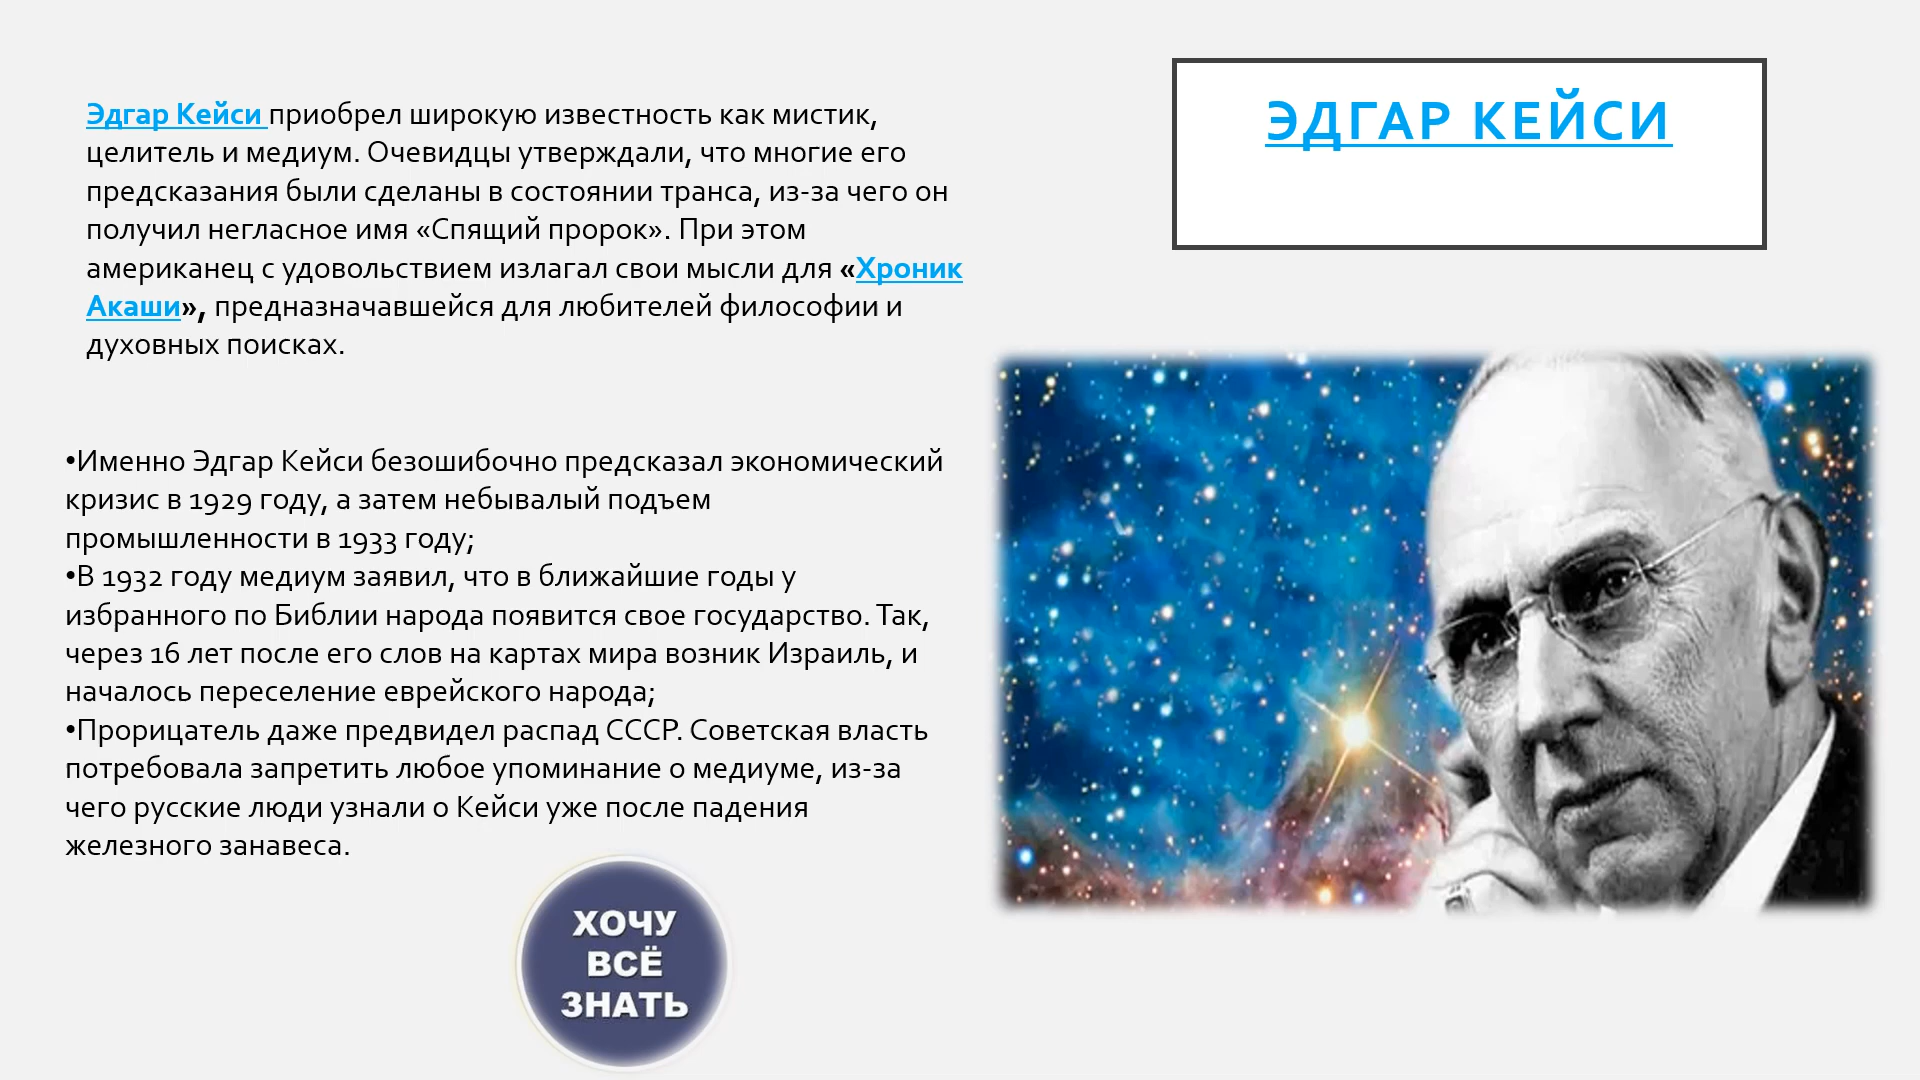 ЭДГАР КЕЙСИ
Эдгар Кейси приобрел широкую известность как мистик,
целитель и медиум. Очевидцы утверждали, что многие его
предсказания были сделаны в состоянии транса, из-за чего он
получил негласное имя «Спящий пророк». При этом
американец с удовольствием излагал свои мысли для «Хроник
Акаши», предназначавшейся для любителей философии и
духовных поисках.
•Именно Эдгар Кейси безошибочно предсказал экономический
кризис в 1929 году, а затем небывалый подъем
промышленности в 1933 году;
•В 1932 году медиум заявил, что в ближайшие годы у
избранного по Библии народа появится свое государство. Так,
через 16 лет после его слов на картах мира возник Израиль, и
началось переселение еврейского народа;
•Прорицатель даже предвидел распад СССР. Советская власть
потребовала запретить любое упоминание о медиуме, из-за
чего русские люди узнали о Кейси уже после падения
железного занавеса.
ХОЧУ
ВСЁ
ЗНАТЬ